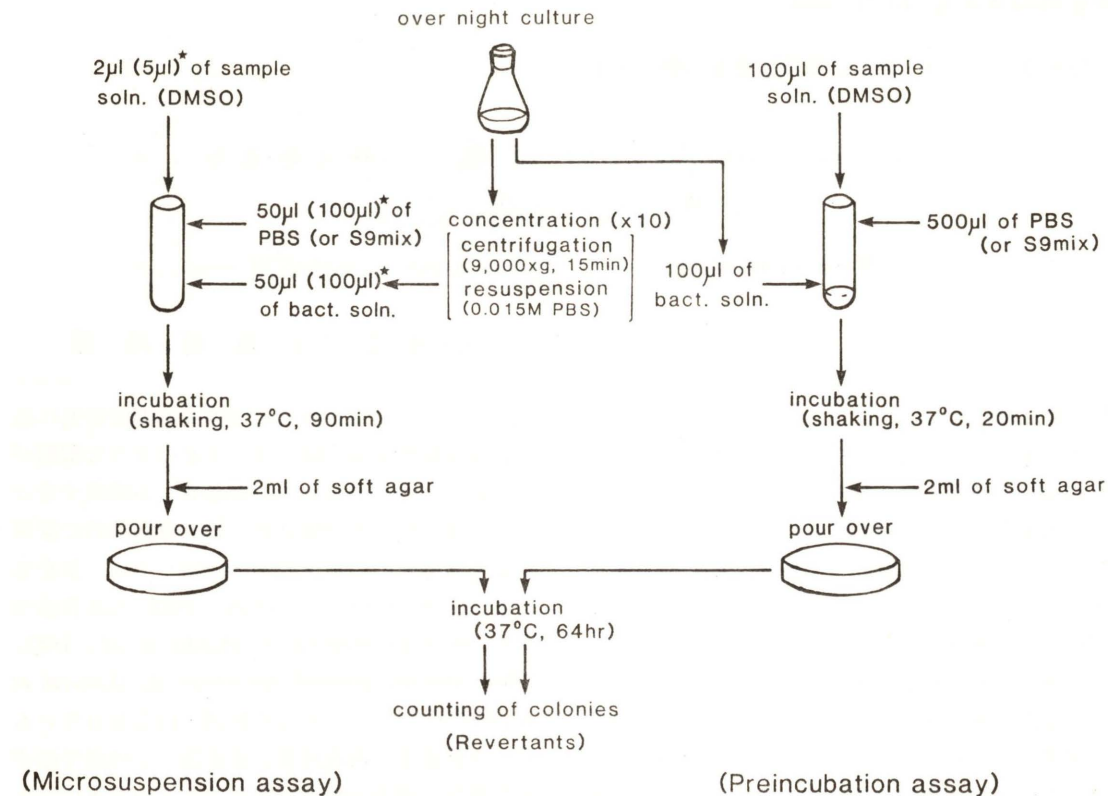 over night culture
2µl (5µl)★ of sample
soln. (DMSO)
50µl (100µl)★ of
PBS (or S9mix)
50µl (100µl)★
of bact. soln.
concentration (x10)
centrifugation
(9,000xg, 15min)
resuspension
(0.015M PBS)
100µl of
bact. soln.
100µl of sample
soln. (DMSO)
500µl of PBS
(or S9mix)
incubation
(shaking, 37°C, 90min)
2ml of soft agar
pour over
incubation
(shaking, 37°C, 20min)
2ml of soft agar
pour over
incubation
(37°C, 64hr)
counting of colonies
(Revertants)
(Microsuspension assay)
(Preincubation assay)